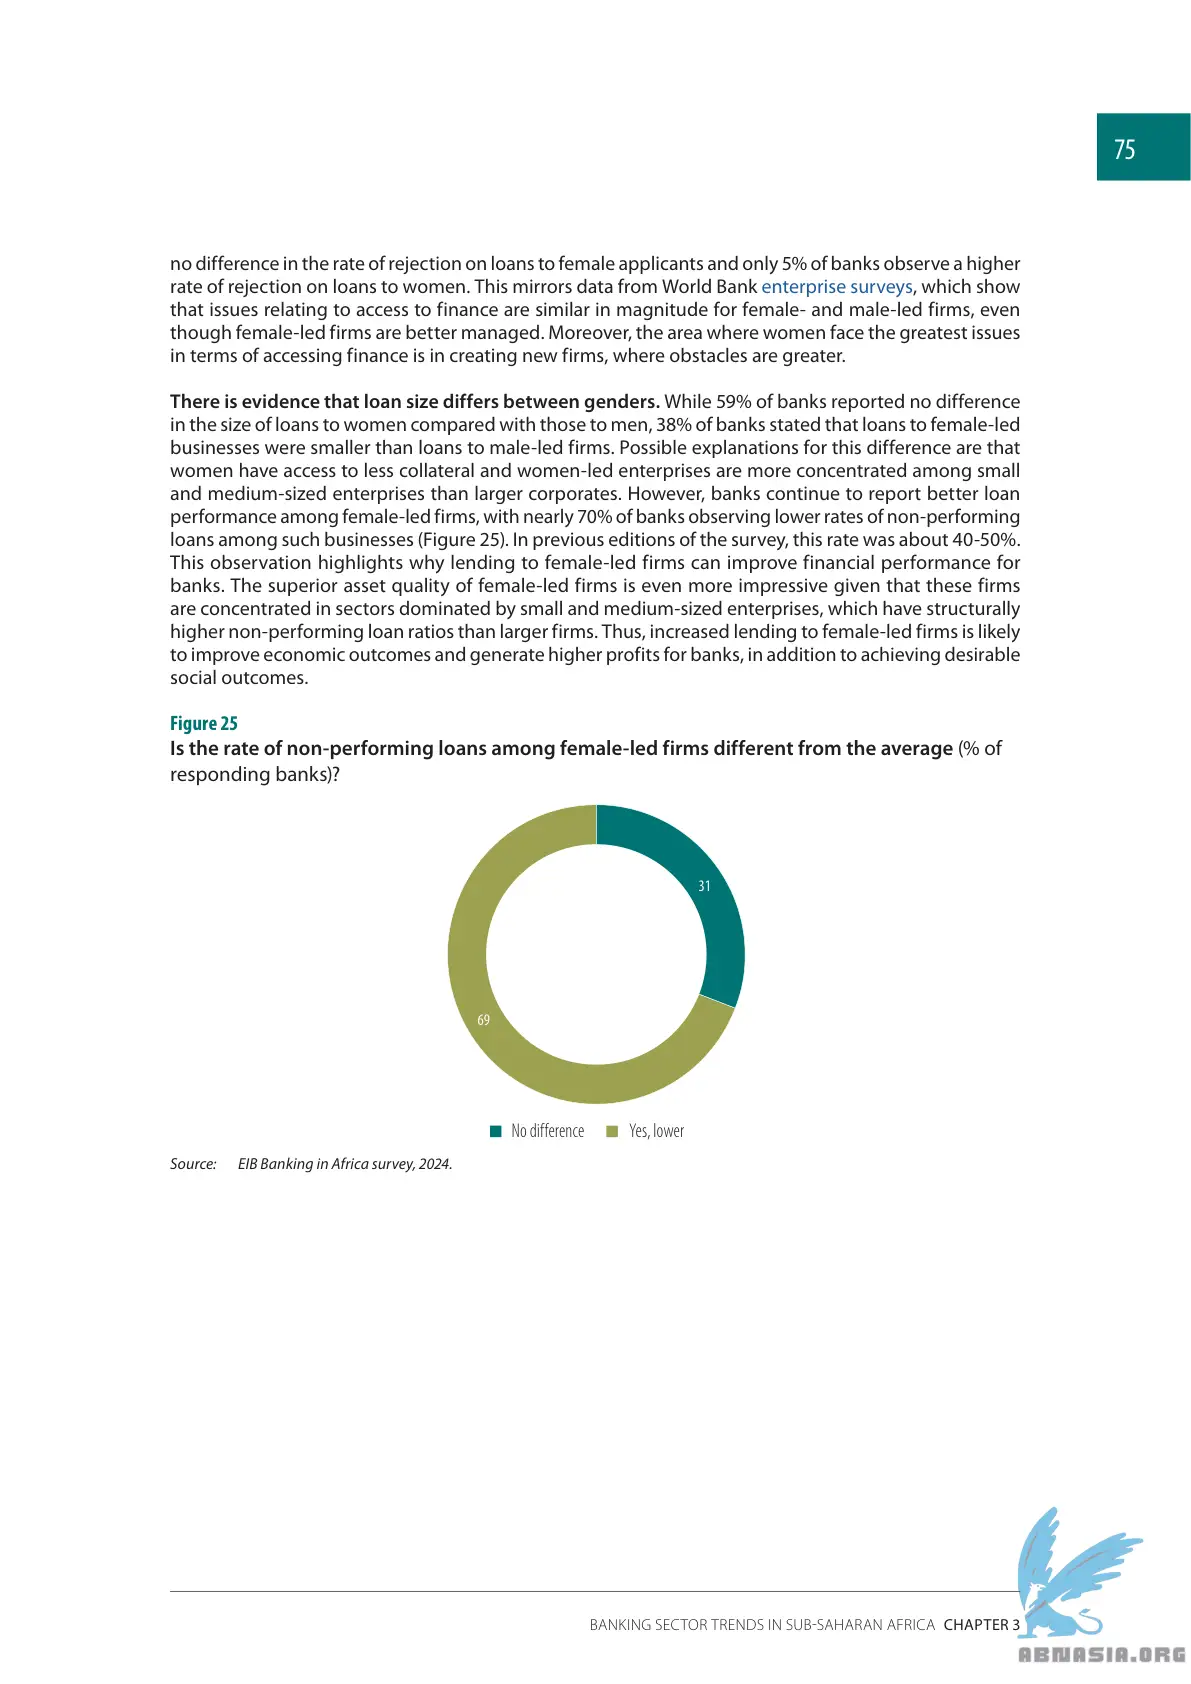 75
no difference in the rate of rejection on loans to female applicants and only 5% of banks observe a higher
rate of rejection on loans to women. This mirrors data from World Bank enterprise surveys, which show
that issues relating to access to finance are similar in magnitude for female- and male-led firms, even
though female-led firms are better managed. Moreover, the area where women face the greatest issues
in terms of accessing finance is in creating new firms, where obstacles are greater.
There is evidence that loan size differs between genders. While 59% of banks reported no difference
in the size of loans to women compared with those to men, 38% of banks stated that loans to female-led
businesses were smaller than loans to male-led firms. Possible explanations for this difference are that
women have access to less collateral and women-led enterprises are more concentrated among small
and medium-sized enterprises than larger corporates. However, banks continue to report better loan
performance among female-led firms, with nearly 70% of banks observing lower rates of non-performing
loans among such businesses (Figure 25). In previous editions of the survey, this rate was about 40-50%.
This observation highlights why lending to female-led firms can improve financial performance for
banks. The superior asset quality of female-led firms is even more impressive given that these firms
are concentrated in sectors dominated by small and medium-sized enterprises, which have structurally
higher non-performing loan ratios than larger firms. Thus, increased lending to female-led firms is likely
to improve economic outcomes and generate higher profits for banks, in addition to achieving desirable
social outcomes.
Figure 25
Is the rate of non-performing loans among female-led firms different from the average (% of
responding banks)?
31
69
No difference Yes, lower
Source: EIB Banking in Africa survey, 2024.
BANKING SECTOR TRENDS IN SUB-SAHARAN AFRICA CHAPTER 3
ABNASIA.ORG